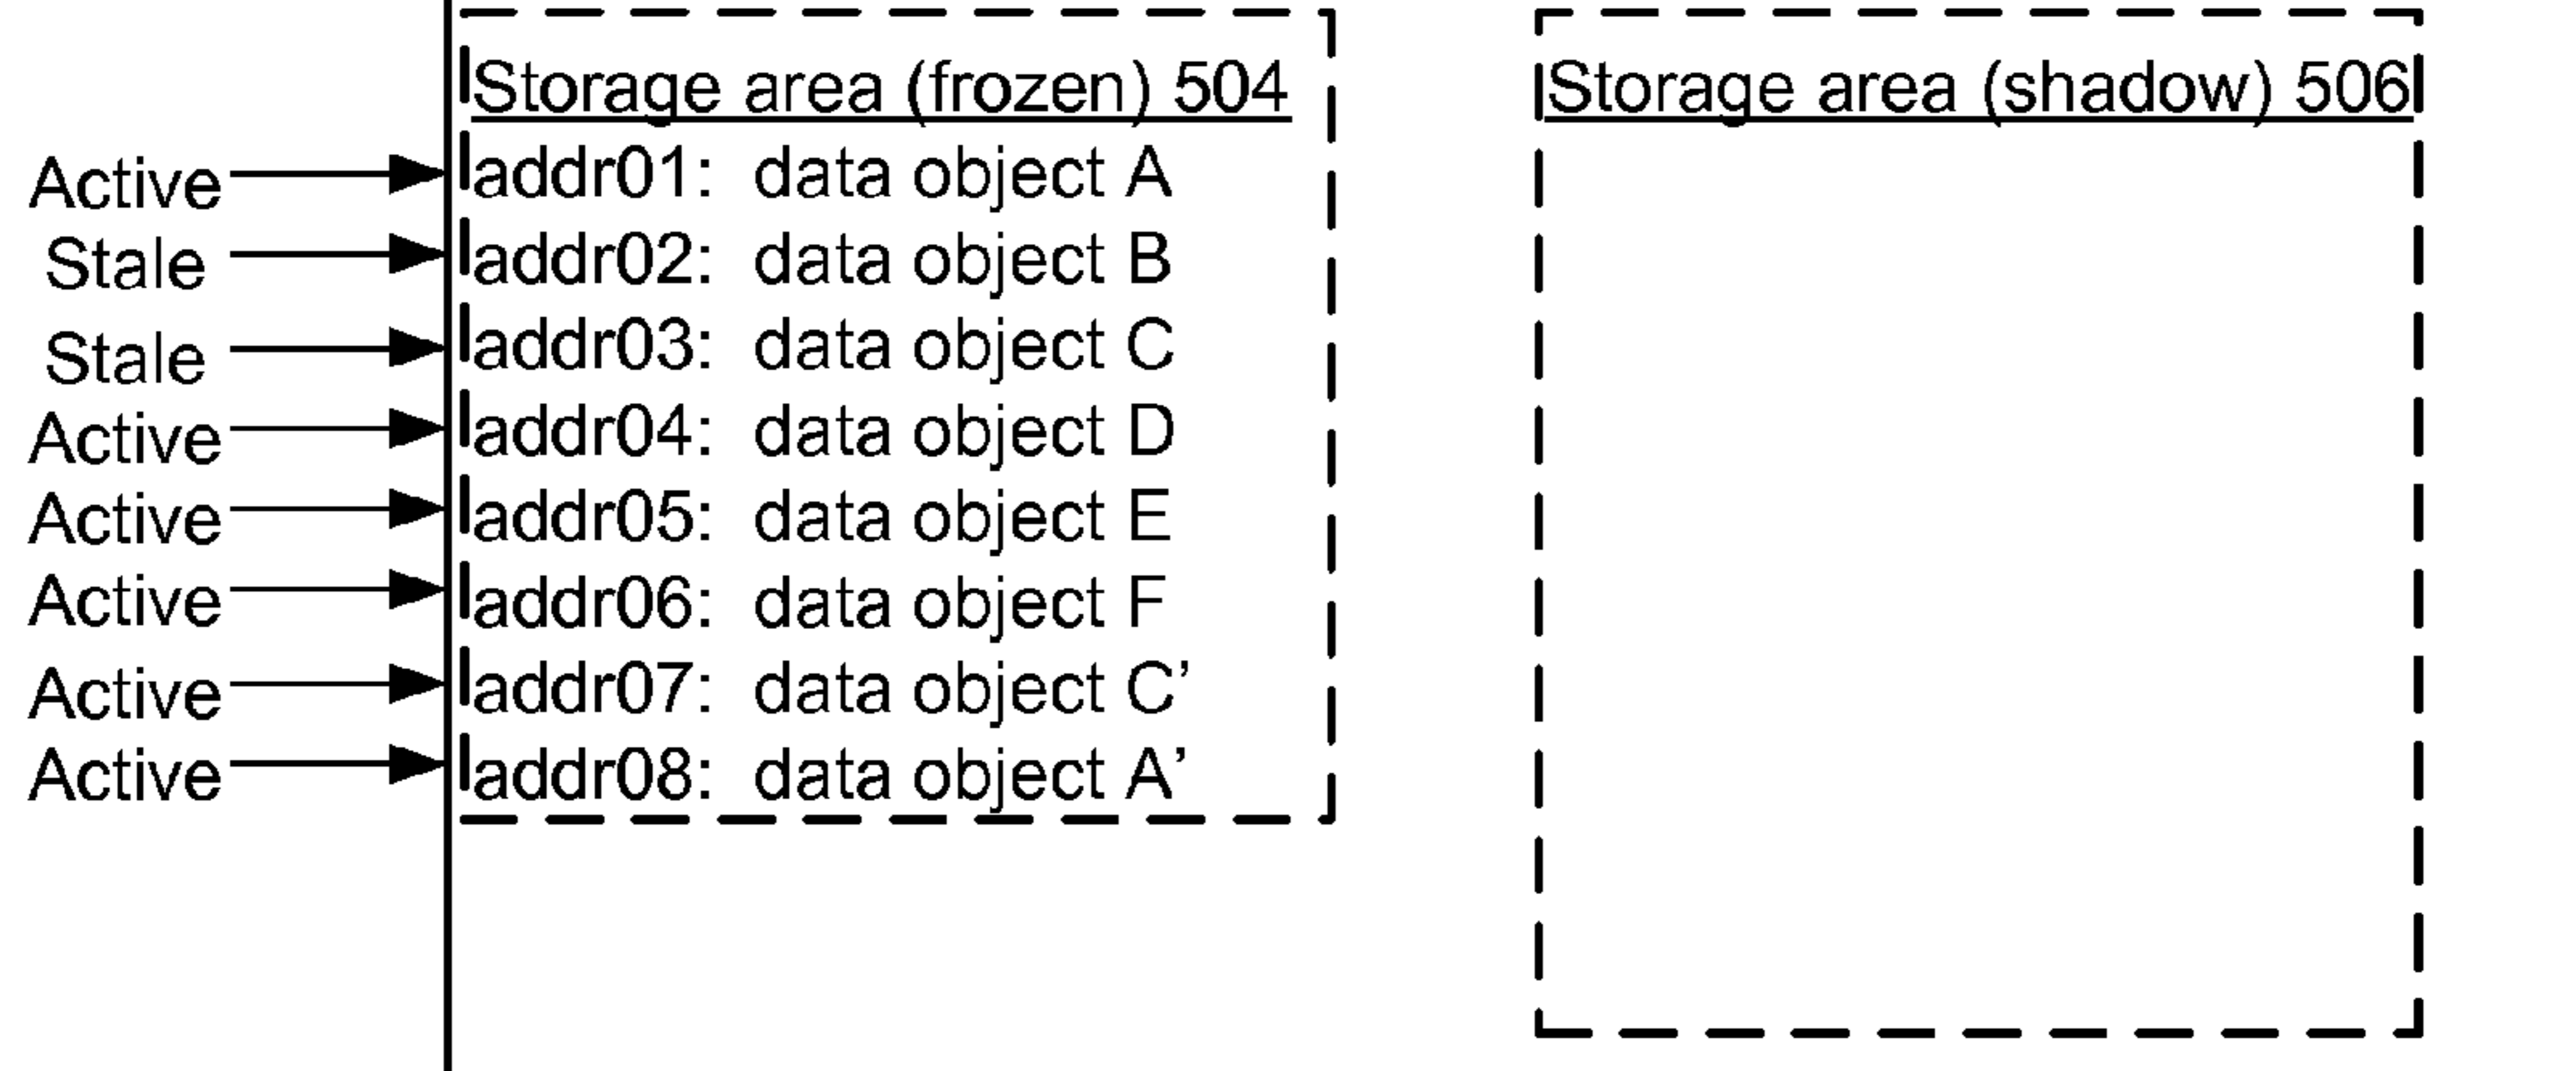 Storage area (frozen) 504
Storage area (shadow) 506
Active addr01: data object A
Stale addr02: data object B
Stale addr03: data object C
Active addr04: data object D
Active addr05: data object E
Active addr06: data object F
Active addr07: data object C’
Active addr08: data object A’